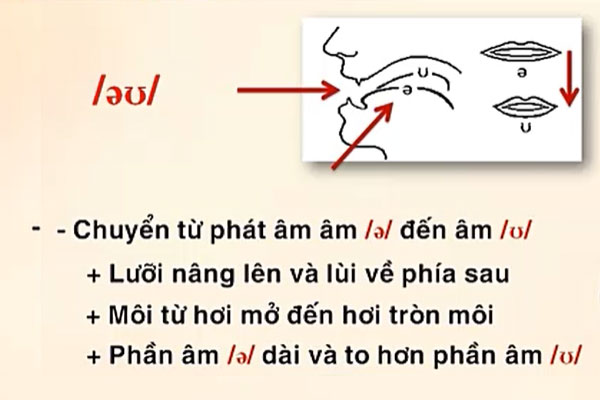 /əʊ/
ʊ
ə
ə
ʊ
- - Chuyển từ phát âm âm /ə/ đến âm /ʊ/
+ Lưỡi nâng lên và lùi về phía sau
+ Môi từ hơi mở đến hơi tròn môi
+ Phần âm /ə/ dài và to hơn phần âm /ʊ/